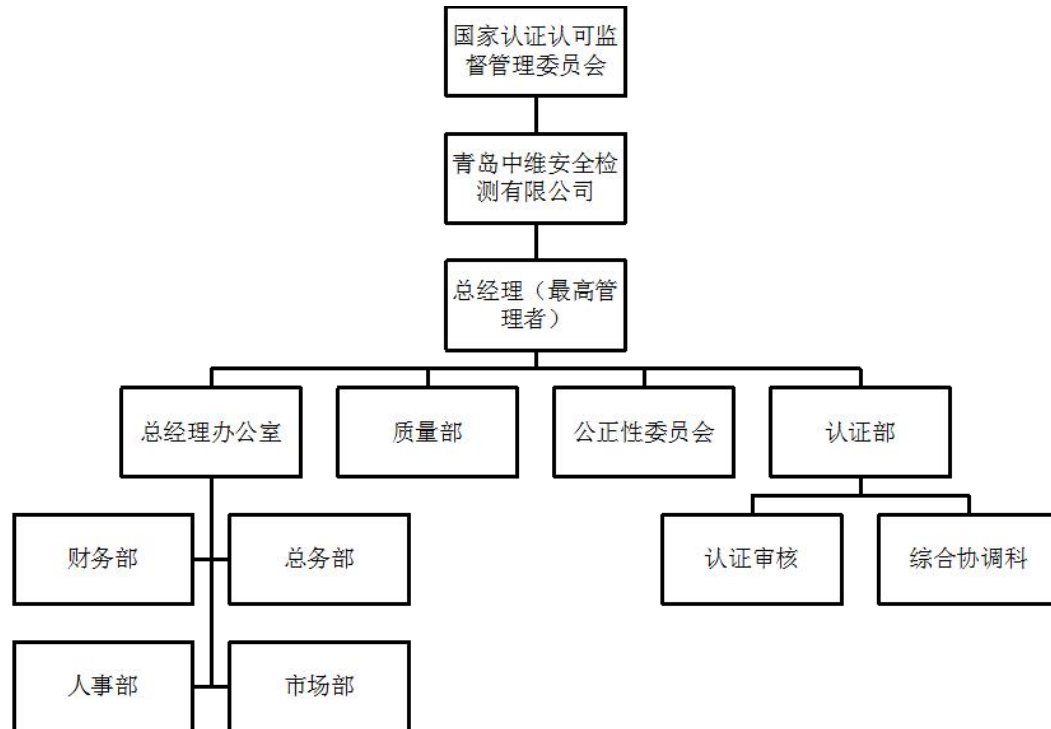 国家认证认可监
督管理委员会
青岛中维安全检
测有限公司
总经理（最高管
理者）
总经理办公室
质量部
公正性委员会
认证部
财务部
总务部
认证审核
综合协调科
人事部
市场部